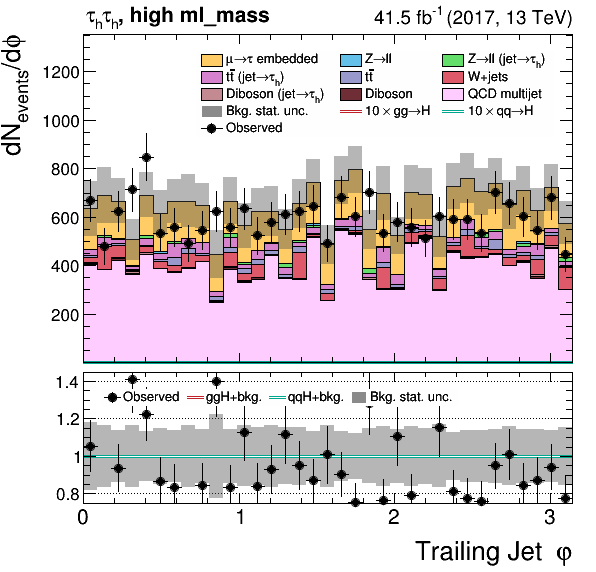 τhτh, high ml_mass 41.5 fb-1 (2017, 13 TeV)
dNevents/dϕ
1200
1000
800
600
400
200
μ→τ embedded Z→ll Z→ll (jet→τh)
tt̄ (jet→τh) tt̄ W+jets
Diboson (jet→τh) Diboson QCD multijet
Bkg. stat. unc. 10 × gg→H 10 × qq→H
Observed
1.4
1.2
1
0.8
Observed ggH+bkg. qqH+bkg. Bkg. stat. unc.
0 1 2 3
Trailing Jet φ